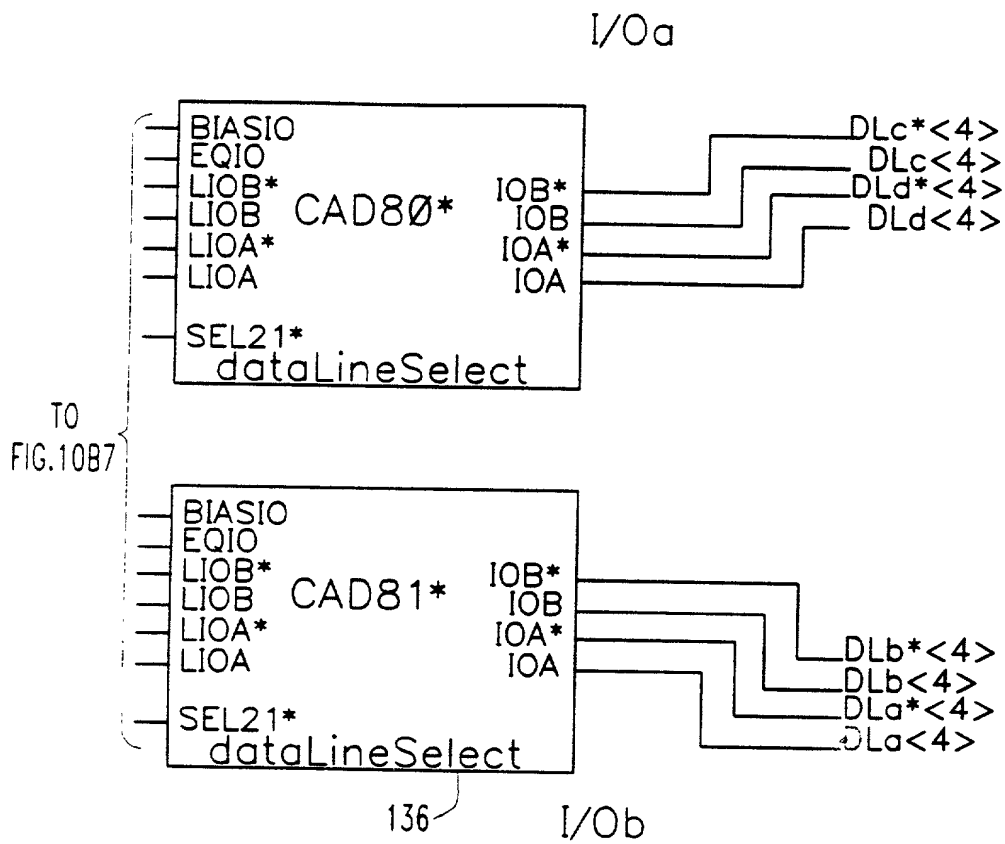 I/Oa
BIASIO
EQIO
LIOB*
LIOB
LIOA*
LIOA
SEL21*
CAD80*
dataLineSelect
IOB*
IOB
IOA*
IOA
DLc*<4>
DLc<4>
DLd*<4>
DLd<4>
TO
FIG.10B7
BIASIO
EQIO
LIOB*
LIOB
LIOA*
LIOA
SEL21*
CAD81*
dataLineSelect
IOB*
IOB
IOA*
IOA
DLb*<4>
DLb<4>
DLa*<4>
DLa<4>
136
I/Ob